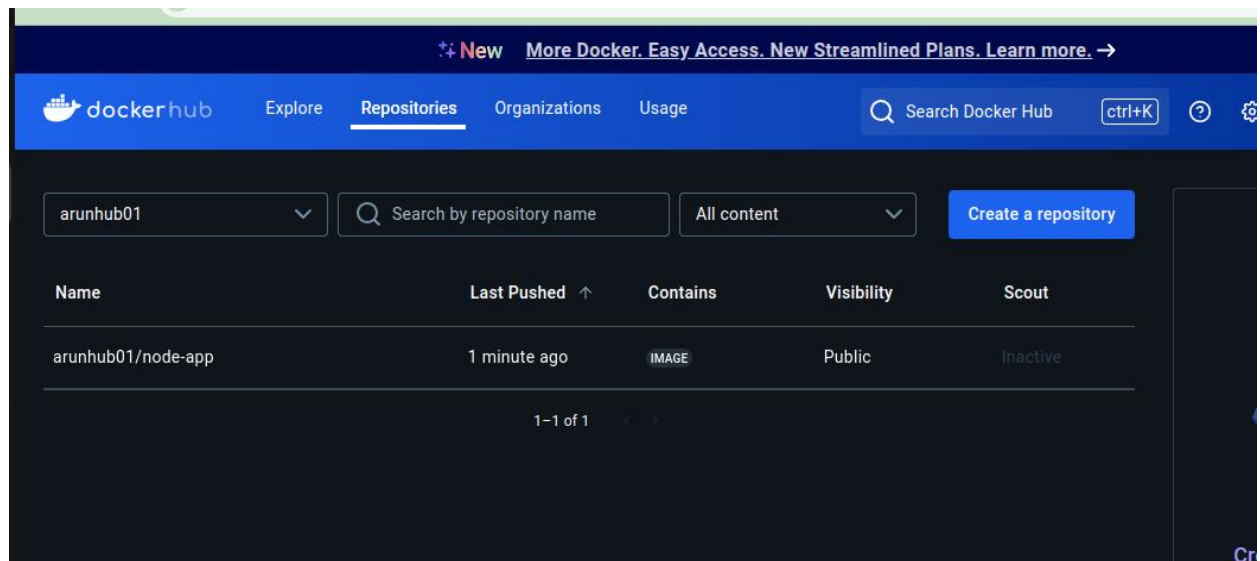 New More Docker. Easy Access. New Streamlined Plans. Learn more. →
dockerhub Explore Repositories Organizations Usage Search Docker Hub ctrl+K
arunhub01 Search by repository name All content Create a repository
Name Last Pushed ↑ Contains Visibility Scout
arunhub01/node-app 1 minute ago IMAGE Public Inactive
1–1 of 1